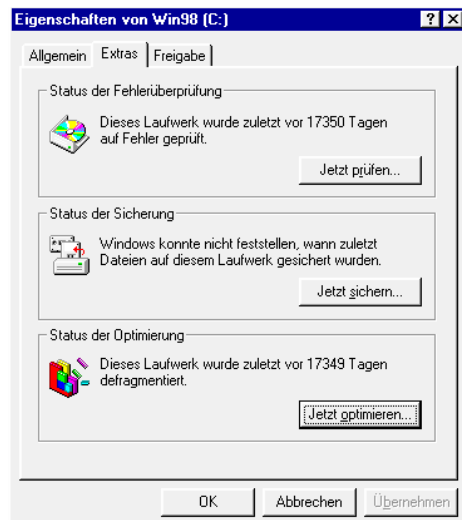 Eigenschaften von Win98 (C:)
Allgemein Extras Freigabe
Status der Fehlerüberprüfung
Dieses Laufwerk wurde zuletzt vor 17350 Tagen
auf Fehler geprüft.
Jetzt prüfen...
Status der Sicherung
Windows konnte nicht feststellen, wann zuletzt
Dateien auf diesem Laufwerk gesichert wurden.
Jetzt sichern...
Status der Optimierung
Dieses Laufwerk wurde zuletzt vor 17349 Tagen
defragmentiert.
Jetzt optimieren...
OK Abbrechen Übernehmen